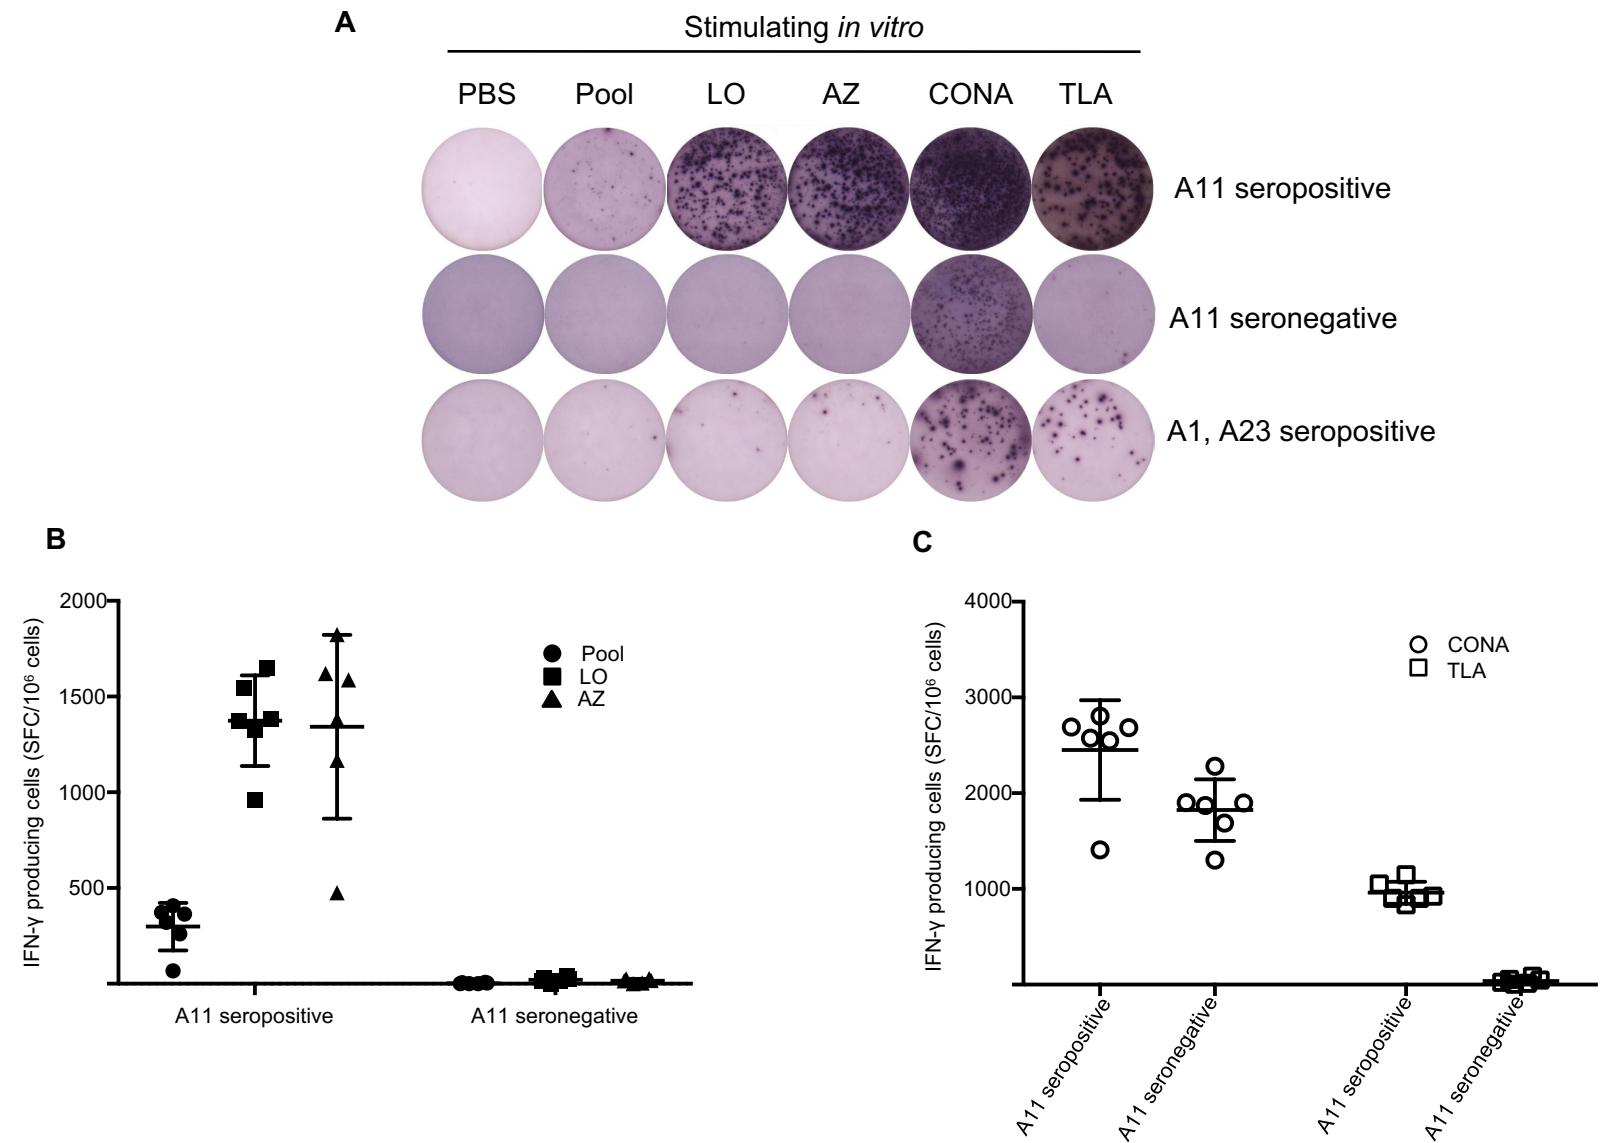 A
Stimulating in vitro
PBS Pool LO AZ CONA TLA
A11 seropositive
A11 seronegative
A1, A23 seropositive
B
IFN-γ producing cells (SFC/10⁶ cells)
2000
1500
1000
500
Pool
LO
AZ
A11 seropositive A11 seronegative
C
IFN-γ producing cells (SFC/10⁶ cells)
4000
3000
2000
1000
CONA
TLA
A11 seropositive
A11 seronegative
A11 seropositive
A11 seronegative